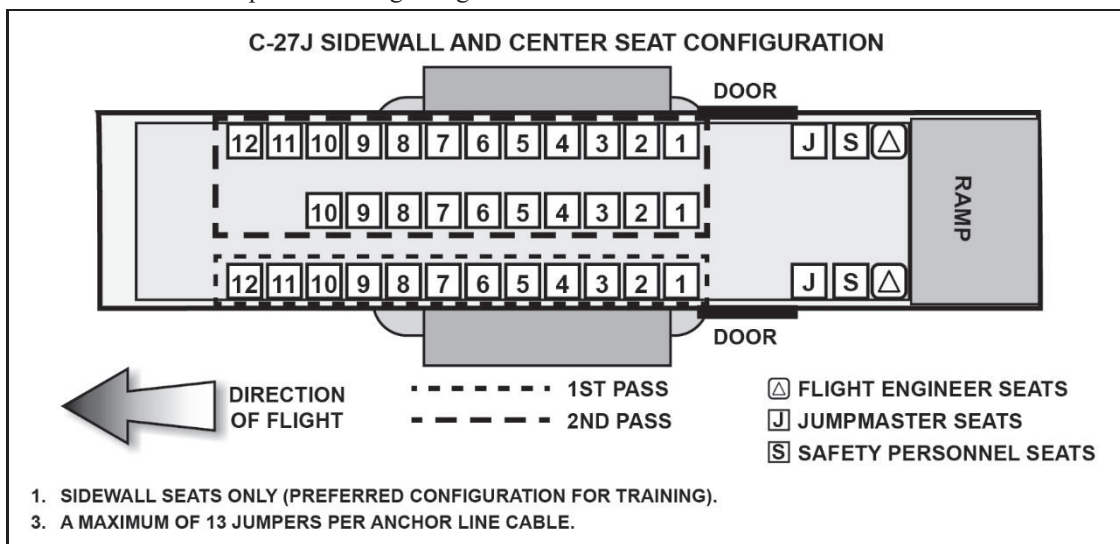 C-27J SIDEWALL AND CENTER SEAT CONFIGURATION
DOOR
12 11 10 9 8 7 6 5 4 3 2 1 J S △
10 9 8 7 6 5 4 3 2 1
RAMP
12 11 10 9 8 7 6 5 4 3 2 1 J S △
DOOR
DIRECTION
OF FLIGHT
1ST PASS
2ND PASS
△ FLIGHT ENGINEER SEATS
J JUMPMASTER SEATS
S SAFETY PERSONNEL SEATS
1. SIDEWALL SEATS ONLY (PREFERRED CONFIGURATION FOR TRAINING).
3. A MAXIMUM OF 13 JUMPERS PER ANCHOR LINE CABLE.